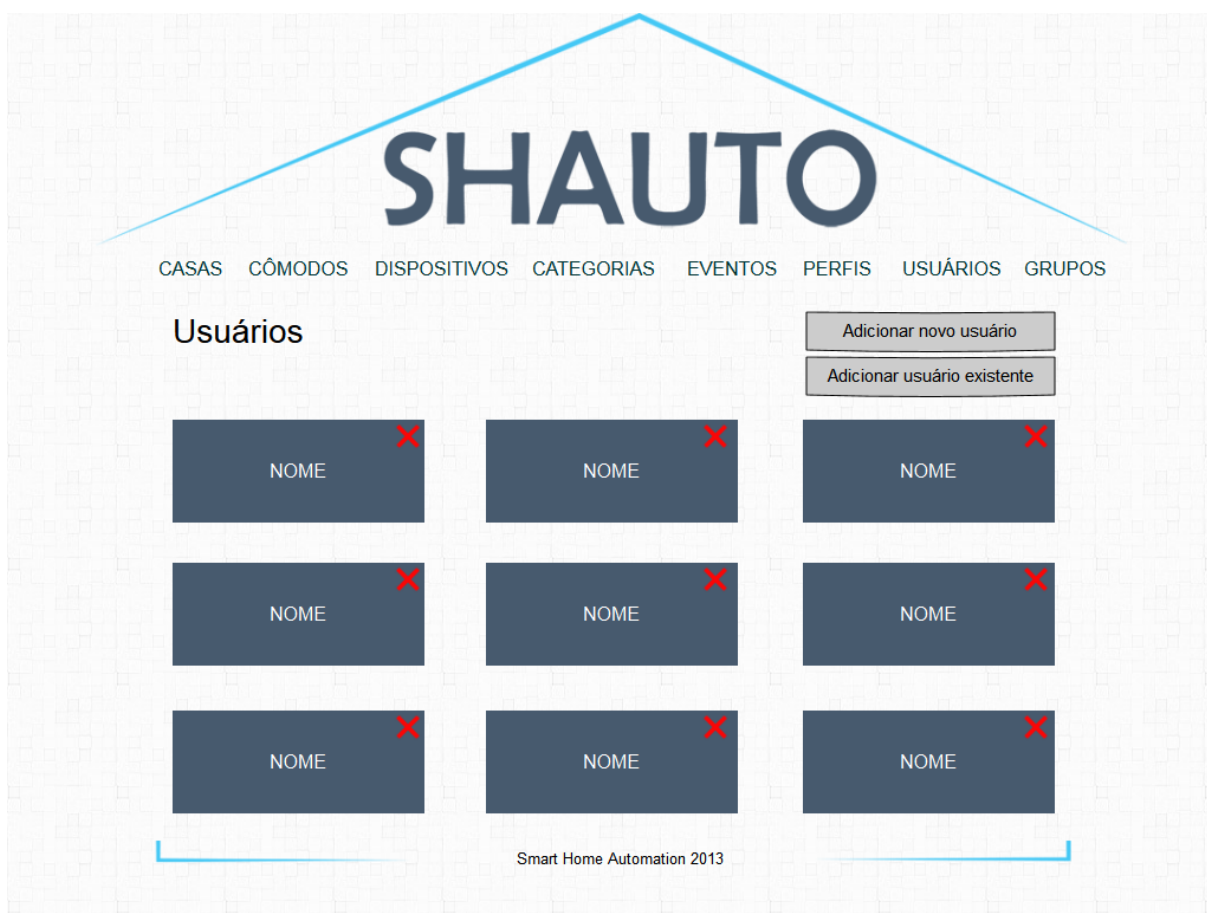 SHAUTO
CASAS CÔMODOS DISPOSITIVOS CATEGORIAS EVENTOS PERFIS USUÁRIOS GRUPOS
Usuários
Adicionar novo usuário
Adicionar usuário existente
NOME NOME NOME
NOME NOME NOME
NOME NOME NOME
Smart Home Automation 2013